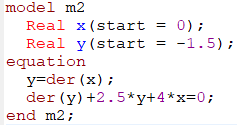 model m2
  Real x(start = 0);
  Real y(start = -1.5);
equation
  y=der(x);
  der(y)+2.5*y+4*x=0;
end m2;